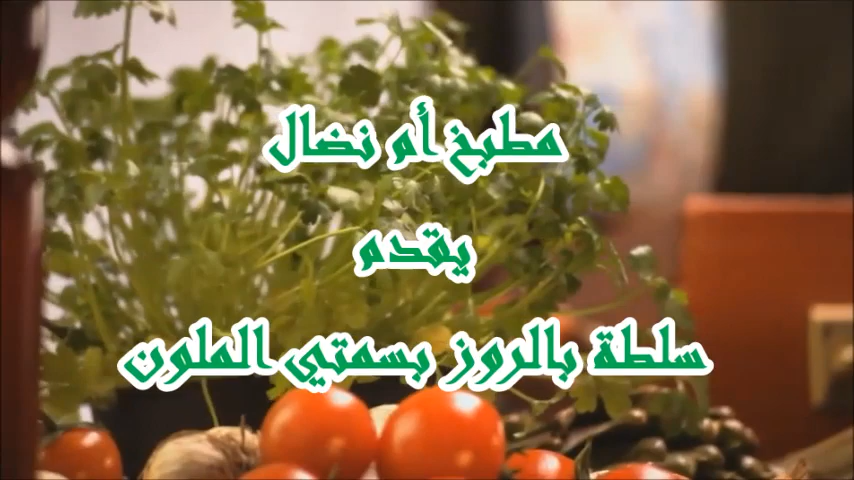 مطبخ أم نضال
يقدم
سلطة بالروز بسمتي الملون